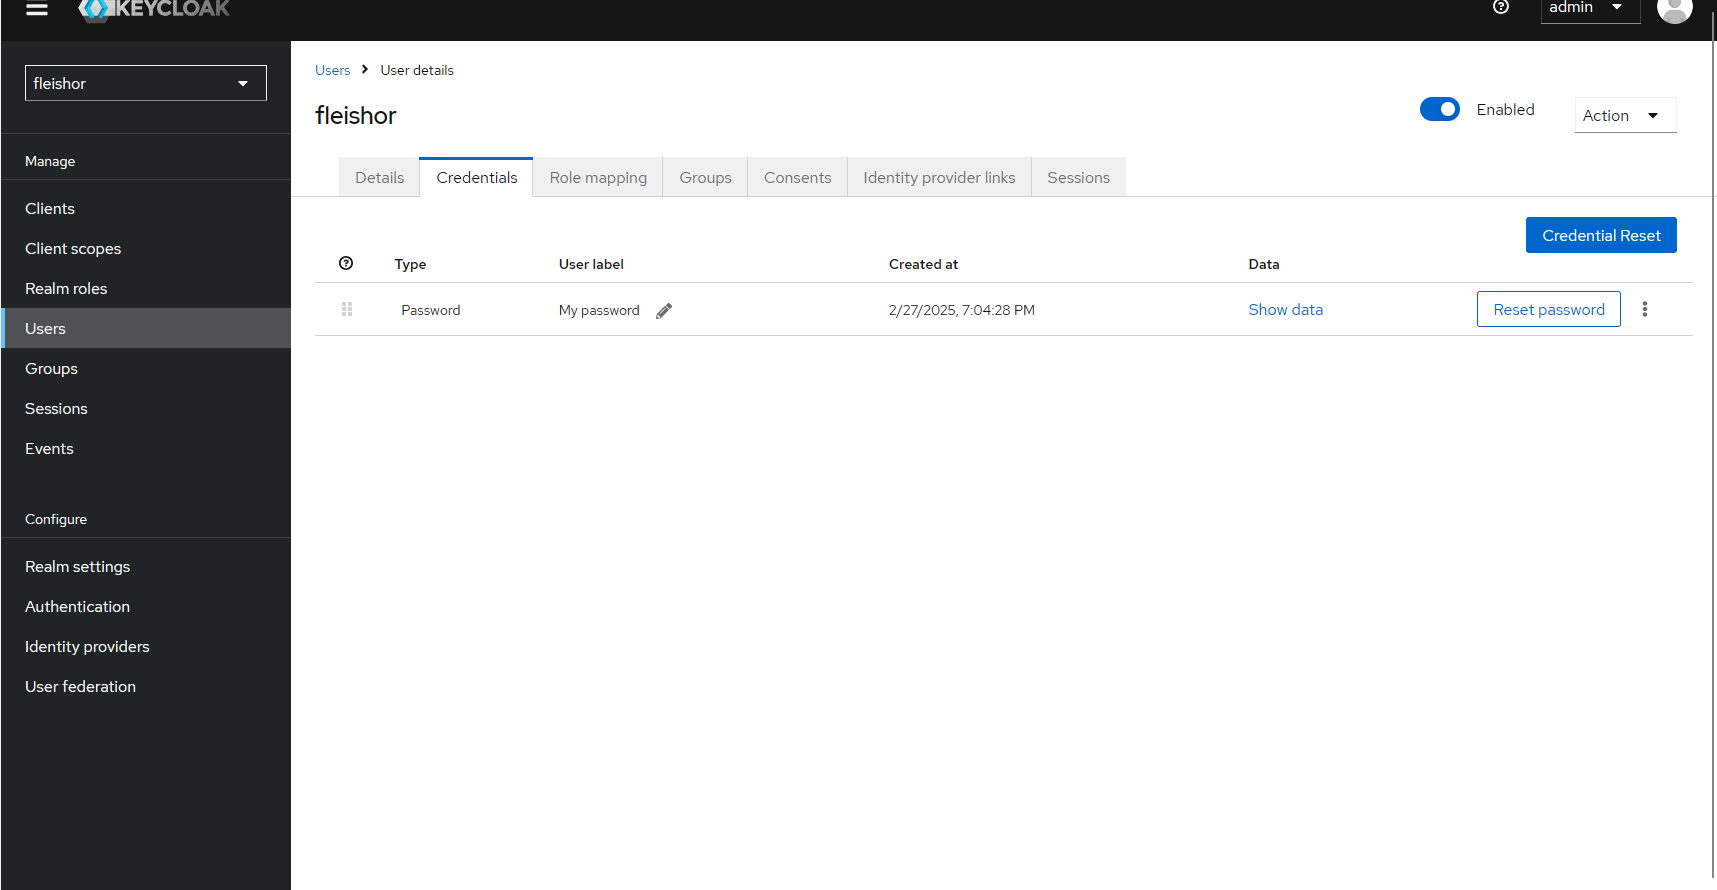 KEYCLOAK
admin
fleishor
Manage
Clients
Client scopes
Realm roles
Users
Groups
Sessions
Events
Configure
Realm settings
Authentication
Identity providers
User federation
Users > User details
fleishor
Enabled
Action
Details Credentials Role mapping Groups Consents Identity provider links Sessions
Credential Reset
Type User label Created at Data
Password My password 2/27/2025, 7:04:28 PM Show data Reset password